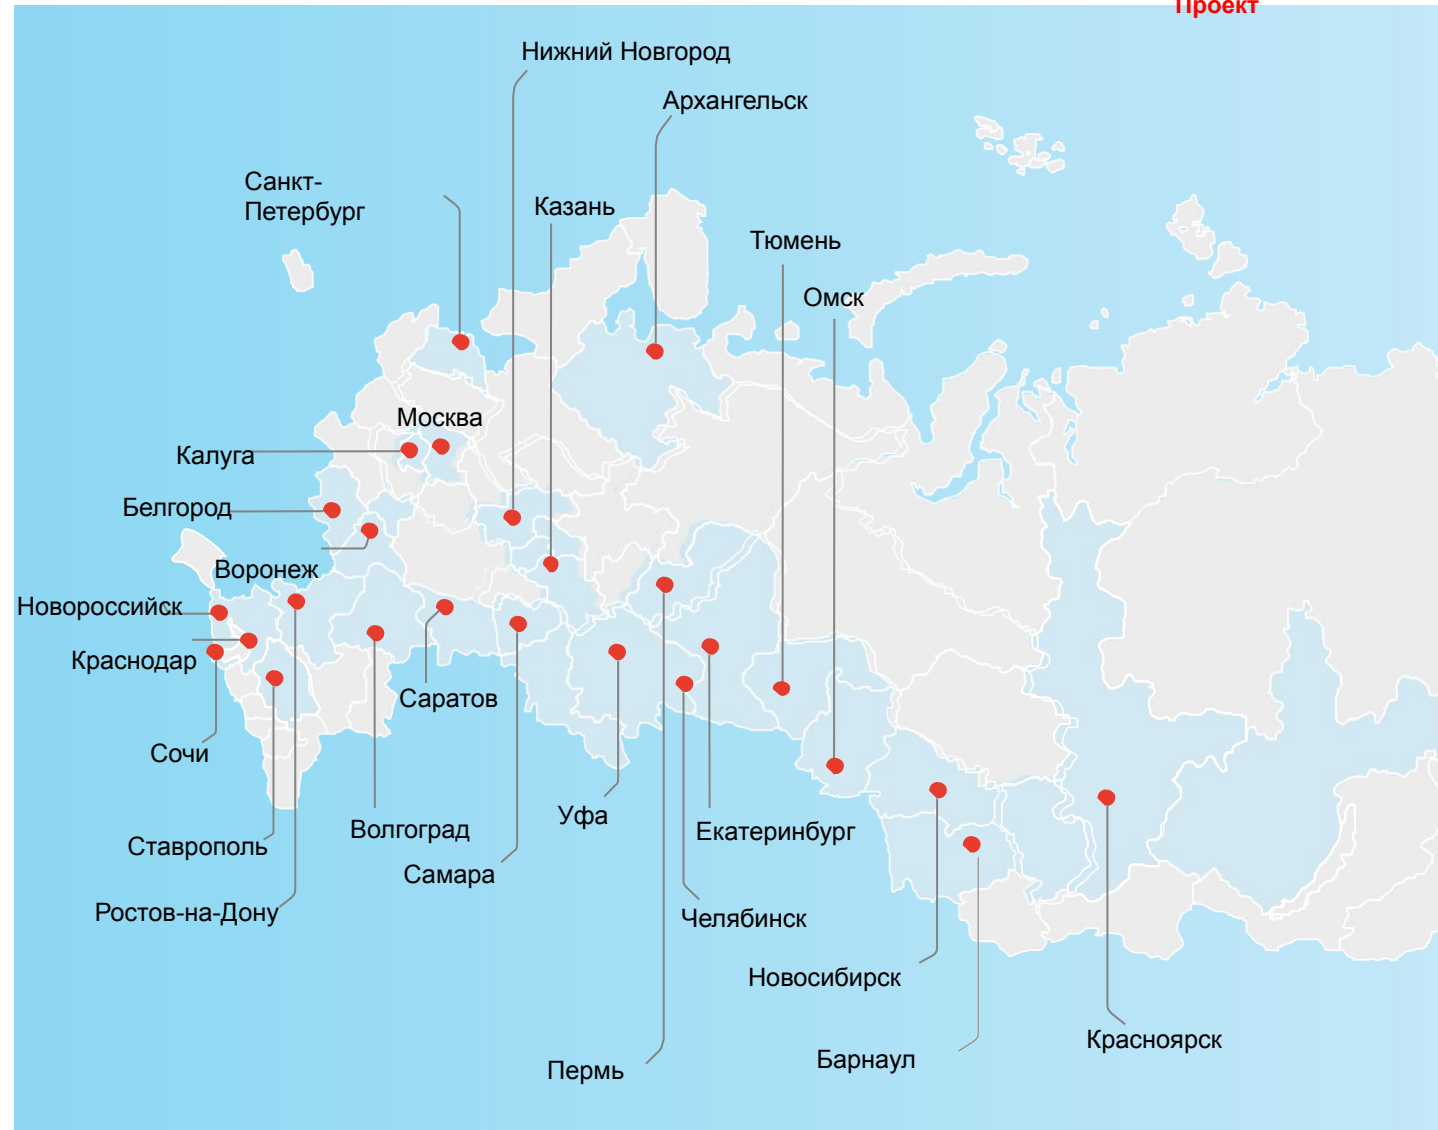 Проект
Нижний Новгород
Архангельск
Санкт-
Петербург
Казань
Тюмень
Омск
Москва
Калуга
Белгород
Воронеж
Новороссийск
Краснодар
Саратов
Сочи
Уфа
Волгоград
Екатеринбург
Ставрополь
Самара
Ростов-на-Дону
Челябинск
Новосибирск
Красноярск
Барнаул
Пермь